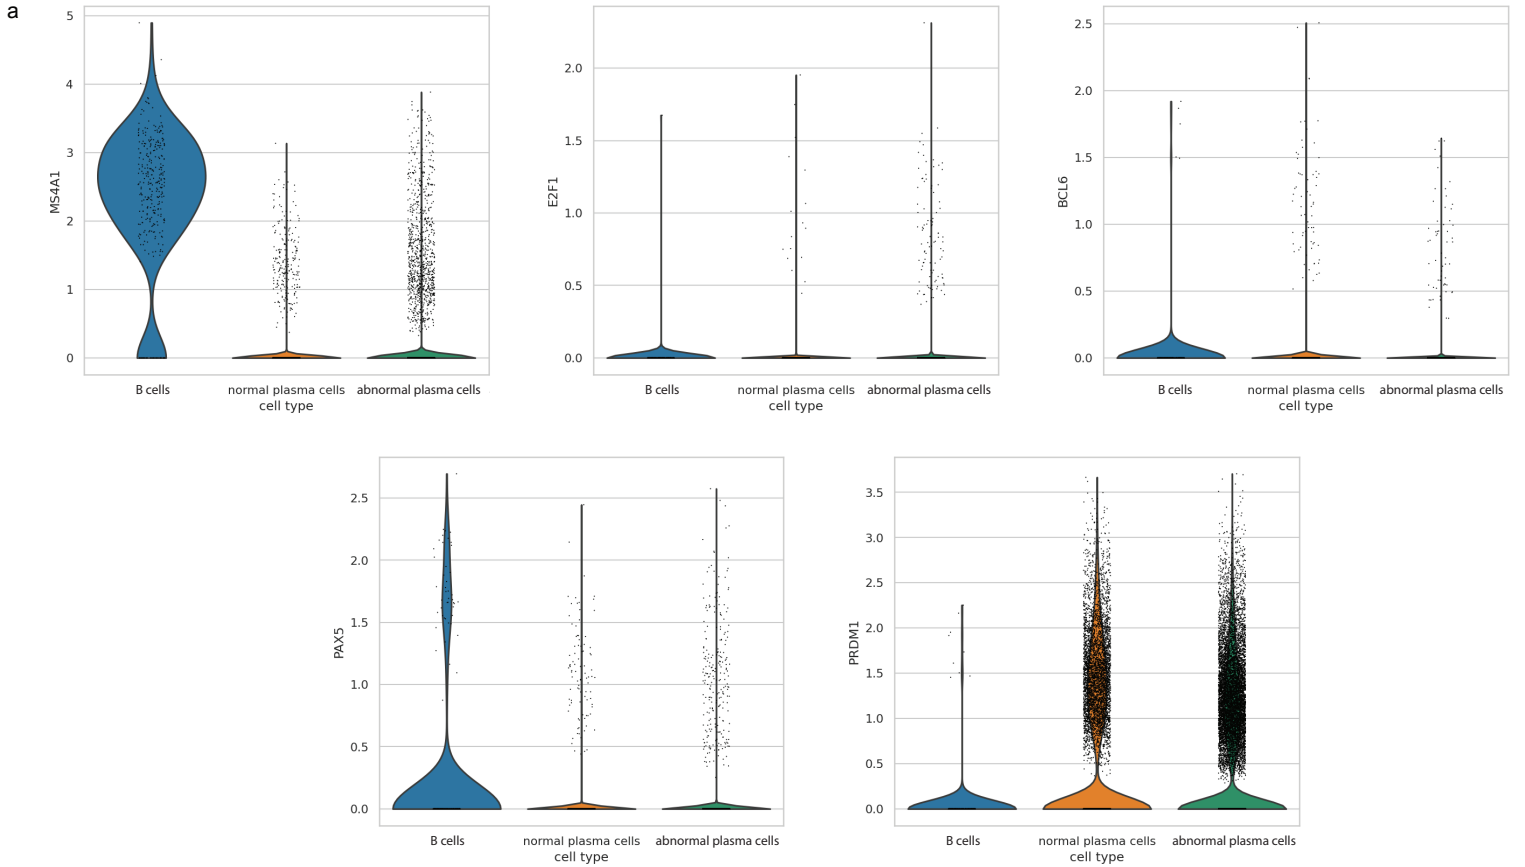 a
MS4A1
5
4
3
2
1
0
B cells
normal plasma cells
abnormal plasma cells
cell type
E2F1
2.0
1.5
1.0
0.5
0.0
B cells
normal plasma cells
abnormal plasma cells
cell type
BCL6
2.5
2.0
1.5
1.0
0.5
0.0
B cells
normal plasma cells
abnormal plasma cells
cell type
PAX5
2.5
2.0
1.5
1.0
0.5
0.0
B cells
normal plasma cells
abnormal plasma cells
cell type
PRDM1
3.5
3.0
2.5
2.0
1.5
1.0
0.5
0.0
B cells
normal plasma cells
abnormal plasma cells
cell type